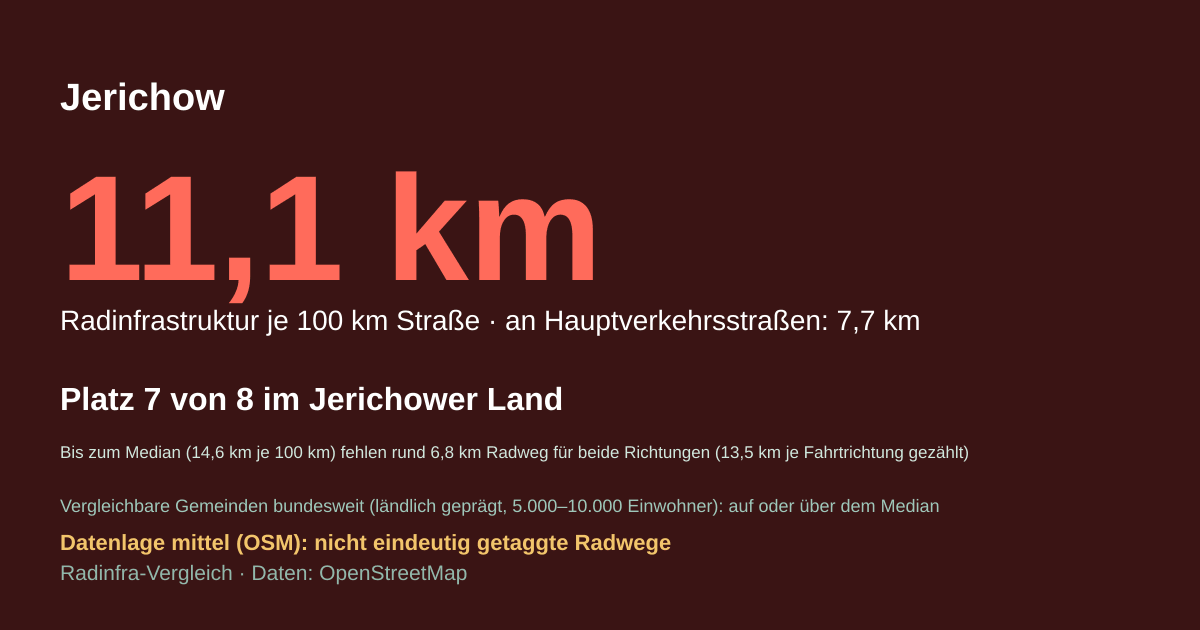 Jerichow
11,1 km
Radinfrastruktur je 100 km Straße · an Hauptverkehrsstraßen: 7,7 km
Platz 7 von 8 im Jerichower Land
Bis zum Median (14,6 km je 100 km) fehlen rund 6,8 km Radweg für beide Richtungen (13,5 km je Fahrtrichtung gezählt)
Vergleichbare Gemeinden bundesweit (ländlich geprägt, 5.000–10.000 Einwohner): auf oder über dem Median
Datenlage mittel (OSM): nicht eindeutig getaggte Radwege
Radinfra-Vergleich · Daten: OpenStreetMap